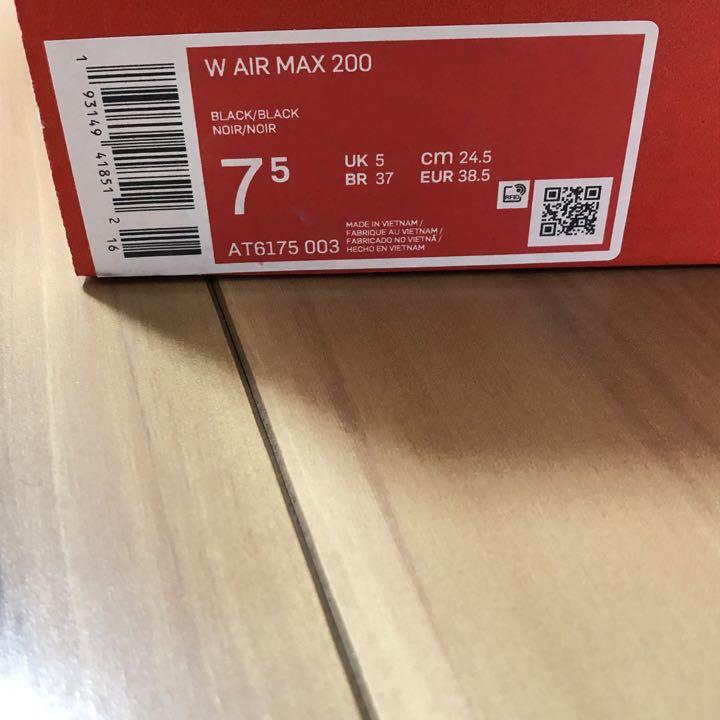 1 93149 41851 2 16
W AIR MAX 200
BLACK/BLACK
NOIR/NOIR
7 5
UK 5 cm 24.5
BR 37 EUR 38.5
RFID
AT6175 003
MADE IN VIETNAM /
FABRIQUE AU VIETNAM /
FABRICADO NO VIETNÃ /
HECHO EN VIETNAM